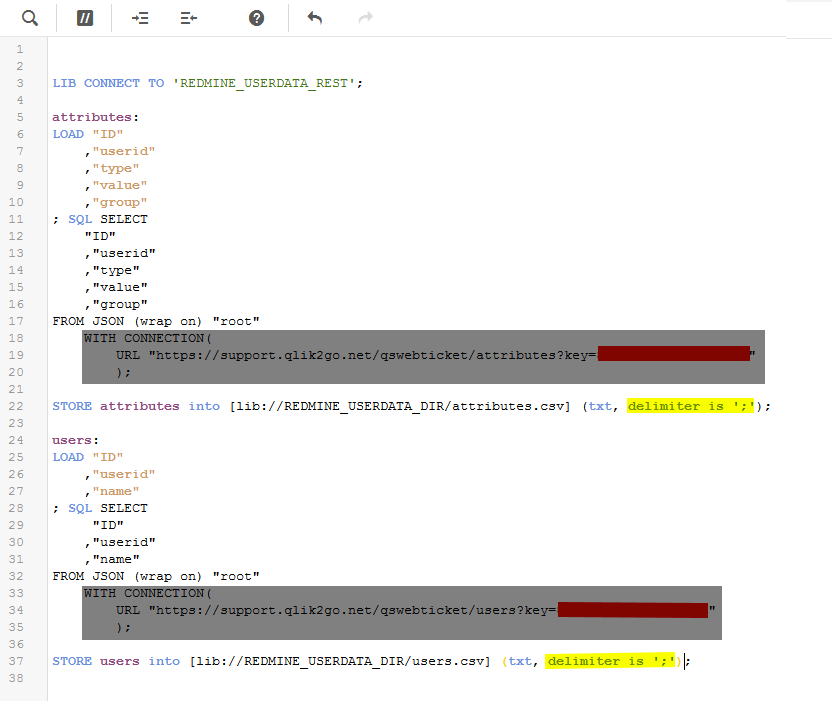 //
?
1
2
3 LIB CONNECT TO 'REDMINE_USERDATA_REST';
4
5 attributes:
6 LOAD "ID"
7 ,"userid"
8 ,"type"
9 ,"value"
10 ,"group"
11 ; SQL SELECT
12 "ID"
13 ,"userid"
14 ,"type"
15 ,"value"
16 ,"group"
17 FROM JSON (wrap on) "root"
18 WITH CONNECTION(
19 URL "https://support.qlik2go.net/qswebticket/attributes?key= "
20 );
21
22 STORE attributes into [lib://REDMINE_USERDATA_DIR/attributes.csv] (txt, delimiter is ';');
23
24 users:
25 LOAD "ID"
26 ,"userid"
27 ,"name"
28 ; SQL SELECT
29 "ID"
30 ,"userid"
31 ,"name"
32 FROM JSON (wrap on) "root"
33 WITH CONNECTION(
34 URL "https://support.qlik2go.net/qswebticket/users?key= "
35 );
36
37 STORE users into [lib://REDMINE_USERDATA_DIR/users.csv] (txt, delimiter is ';');
38